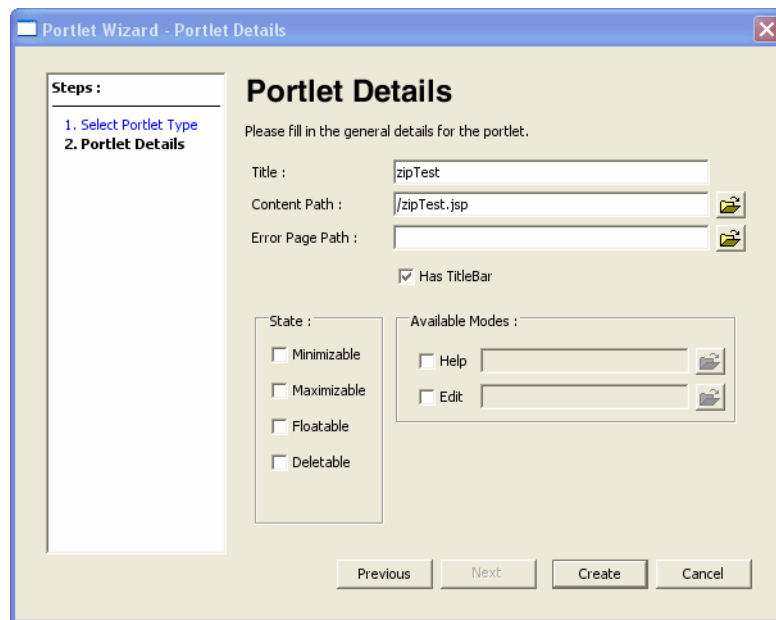 Portlet Wizard - Portlet Details
Steps :
1. Select Portlet Type
2. Portlet Details
Portlet Details
Please fill in the general details for the portlet.
Title :
zipTest
Content Path :
/zipTest.jsp
Error Page Path :
Has TitleBar
State :
Minimizable
Maximizable
Floatable
Deletable
Available Modes :
Help
Edit
Previous
Next
Create
Cancel